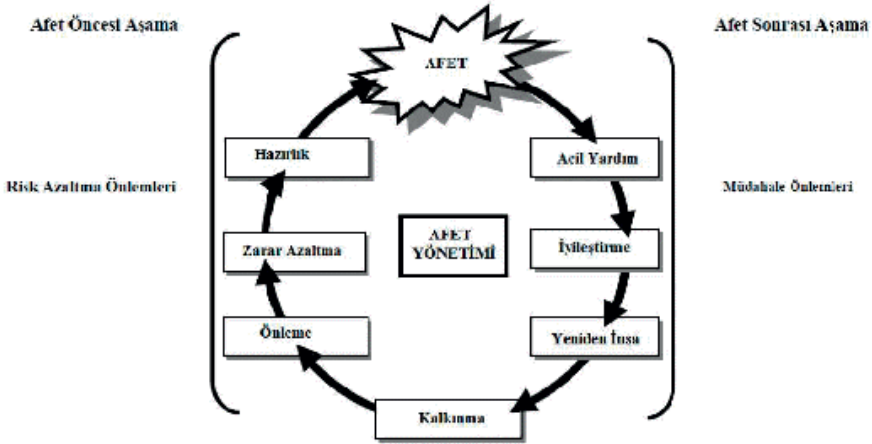 Afet Öncesi Aşama
Afet Sonrası Aşama
AFET
Hazırlık
Acil Yardım
Risk Azaltma Önlemleri
Müdahale Önlemleri
AFET
YÖNETİMİ
Zarar Azaltma
İyileştirme
Önleme
Yeniden İnşa
Kalkınma